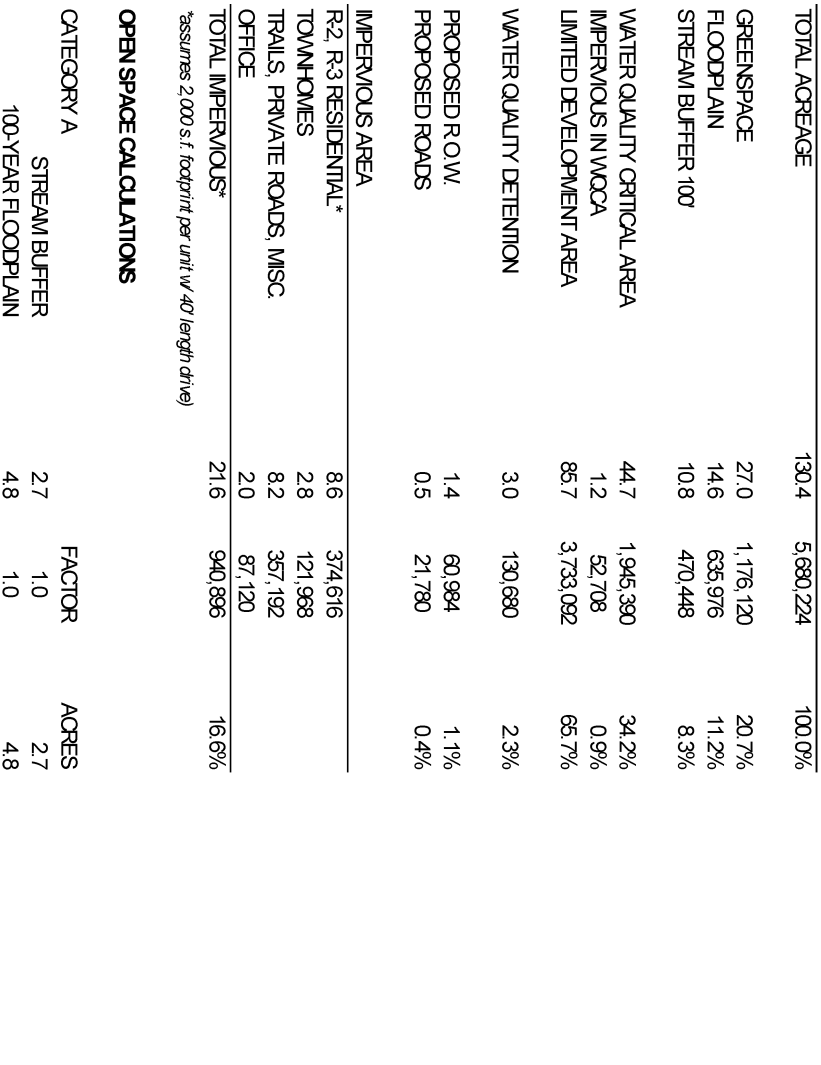 TOTAL ACREAGE 130.4 5,680,224 100.0%
GREENSPACE 27.0 1,176,120 20.7%
FLOODPLAIN 14.6 635,976 11.2%
STREAM BUFFER 100' 10.8 470,448 8.3%
WATER QUALITY CRITICAL AREA 44.7 1,945,390 34.2%
IMPERVIOUS IN WQCA 1.2 52,708 0.9%
LIMITED DEVELOPMENT AREA 85.7 3,733,092 65.7%
WATER QUALITY DETENTION 3.0 130,680 2.3%
PROPOSED R.O.W. 1.4 60,984 1.1%
PROPOSED ROADS 0.5 21,780 0.4%
IMPERVIOUS AREA
R-2, R-3 RESIDENTIAL* 8.6 374,616
TOWNHOMES 2.8 121,968
TRAILS, PRIVATE ROADS, MISC. 8.2 357,192
OFFICE 2.0 87,120
TOTAL IMPERVIOUS* 21.6 940,896 16.6%
*assumes 2,000 s.f. footprint per unit w/ 40' length drive)
OPEN SPACE CALCULATIONS
CATEGORY A FACTOR ACRES
STREAM BUFFER 2.7 1.0 2.7
100-YEAR FLOODPLAIN 4.8 1.0 4.8